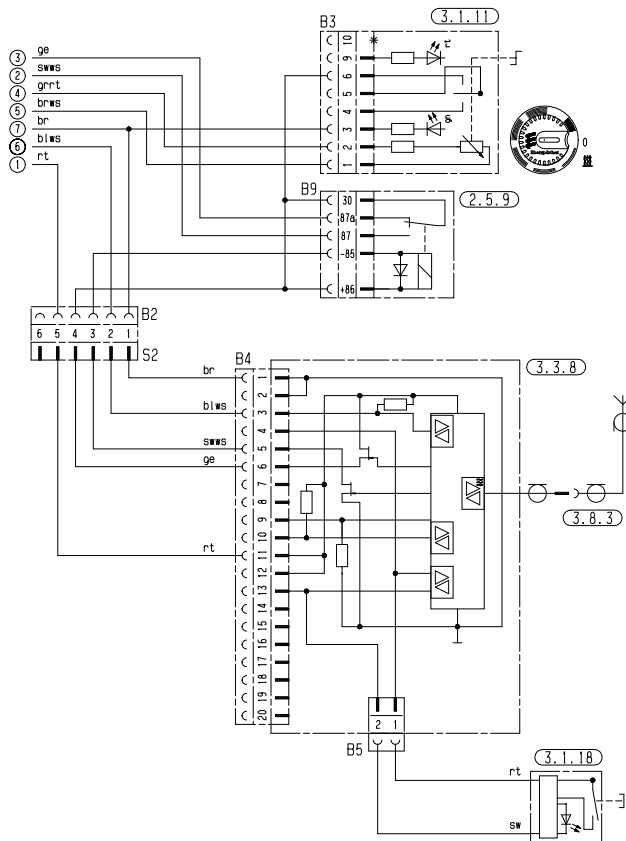 B3
3.1.11
10
9
6
5
4
3
2
1
3 ge
2 swws
4 grrt
5 brws
7 br
6 blws
1 rt
0
B9
2.5.9
30
87a
87
-85
+86
B2
6 5 4 3 2 1
S2
B4
3.3.8
br
blws
swws
ge
rt
1
2
3
4
5
6
7
8
9
10
11
12
13
14
15
16
17
18
19
20
3.8.3
2 1
B5
3.1.18
rt
sw